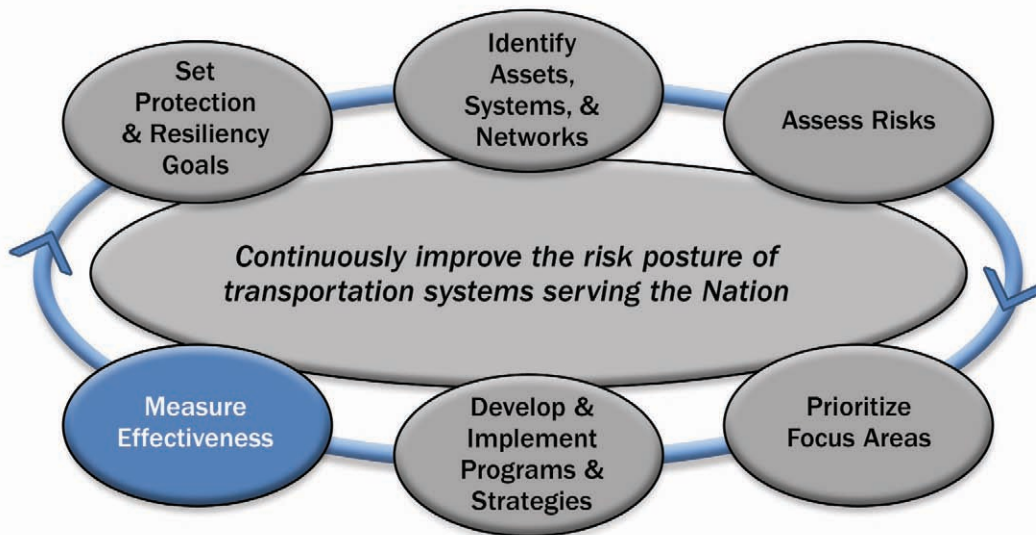 Set
Protection
& Resiliency
Goals
Identify
Assets,
Systems, &
Networks
Assess Risks
Continuously improve the risk posture of
transportation systems serving the Nation
Measure
Effectiveness
Develop &
Implement
Programs &
Strategies
Prioritize
Focus Areas